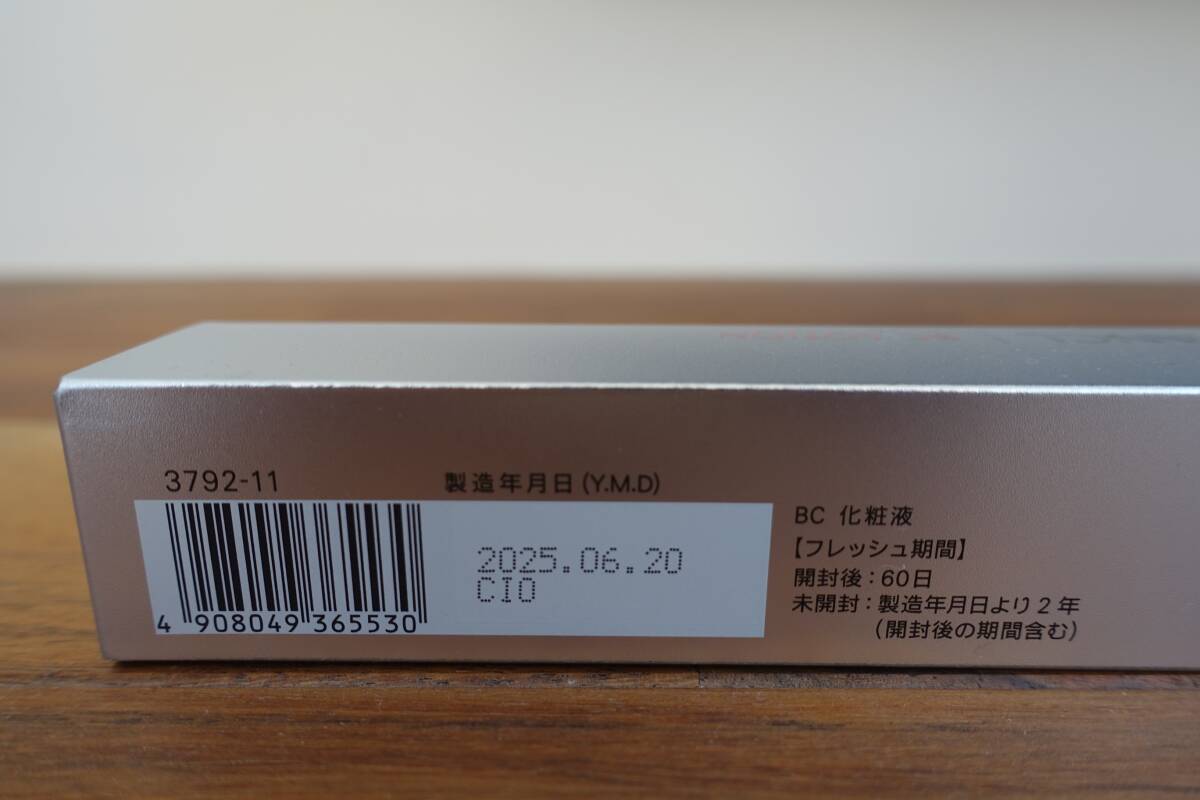 3792-11
製造年月日(Y.M.D)
2025.06.20
CIO
4 908049 365530
BC 化粧液
【フレッシュ期間】
開封後:60日
未開封:製造年月日より2年
(開封後の期間含む)